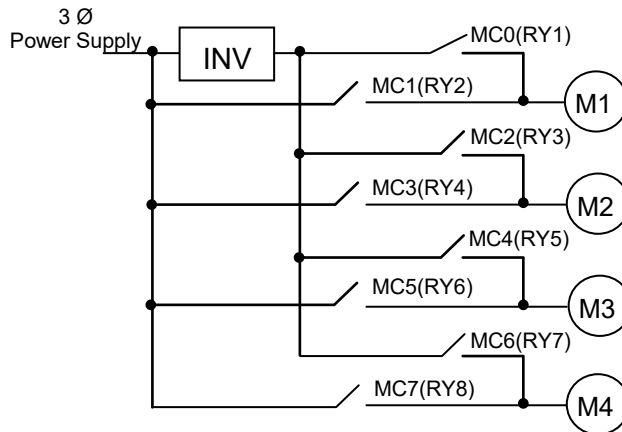 3 Ø
Power Supply
INV
MC0(RY1)
MC1(RY2)
M1
MC2(RY3)
MC3(RY4)
M2
MC4(RY5)
MC5(RY6)
M3
MC6(RY7)
MC7(RY8)
M4